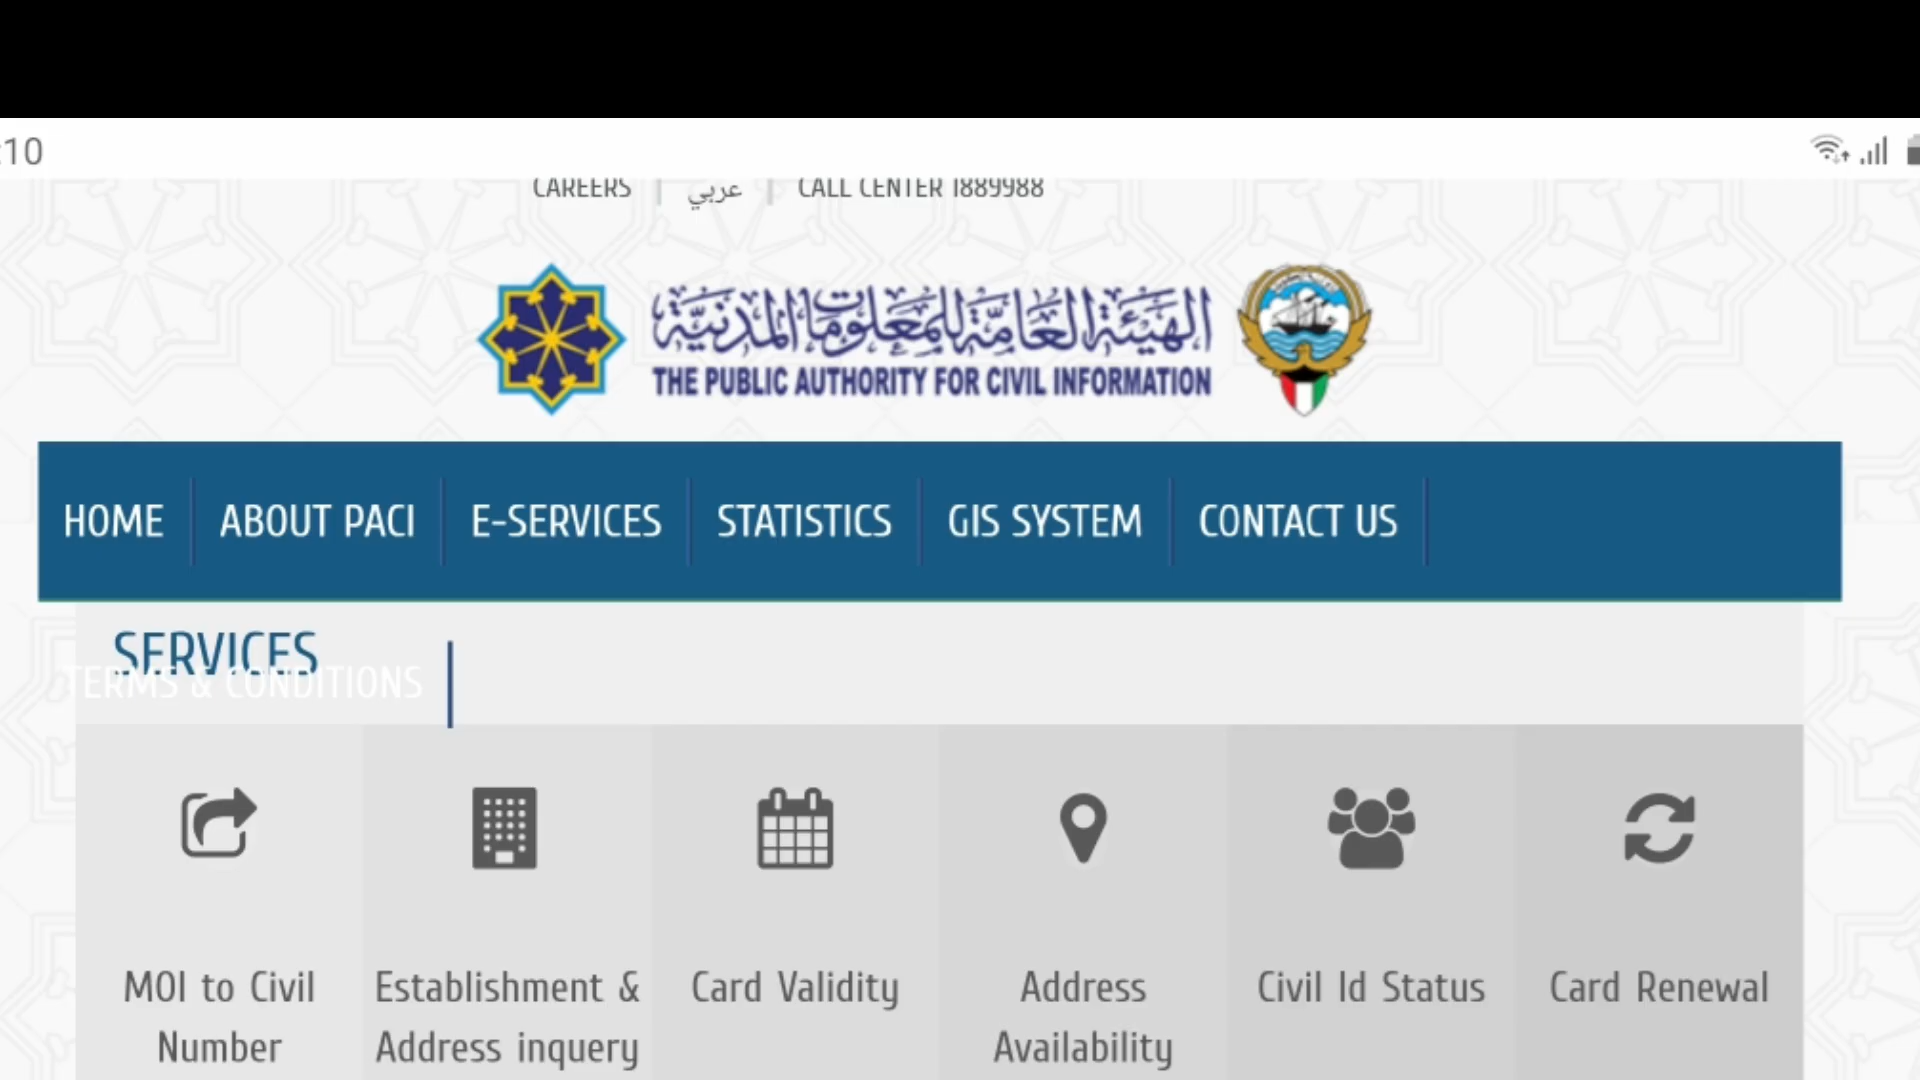 :10
CAREERS | عربي | CALL CENTER 1889988
الهيئة العامة للمعلومات المدنية
THE PUBLIC AUTHORITY FOR CIVIL INFORMATION
HOME ABOUT PACI E-SERVICES STATISTICS GIS SYSTEM CONTACT US
SERVICES
TERMS & CONDITIONS
MOI to Civil Number
Establishment & Address inquery
Card Validity
Address Availability
Civil Id Status
Card Renewal